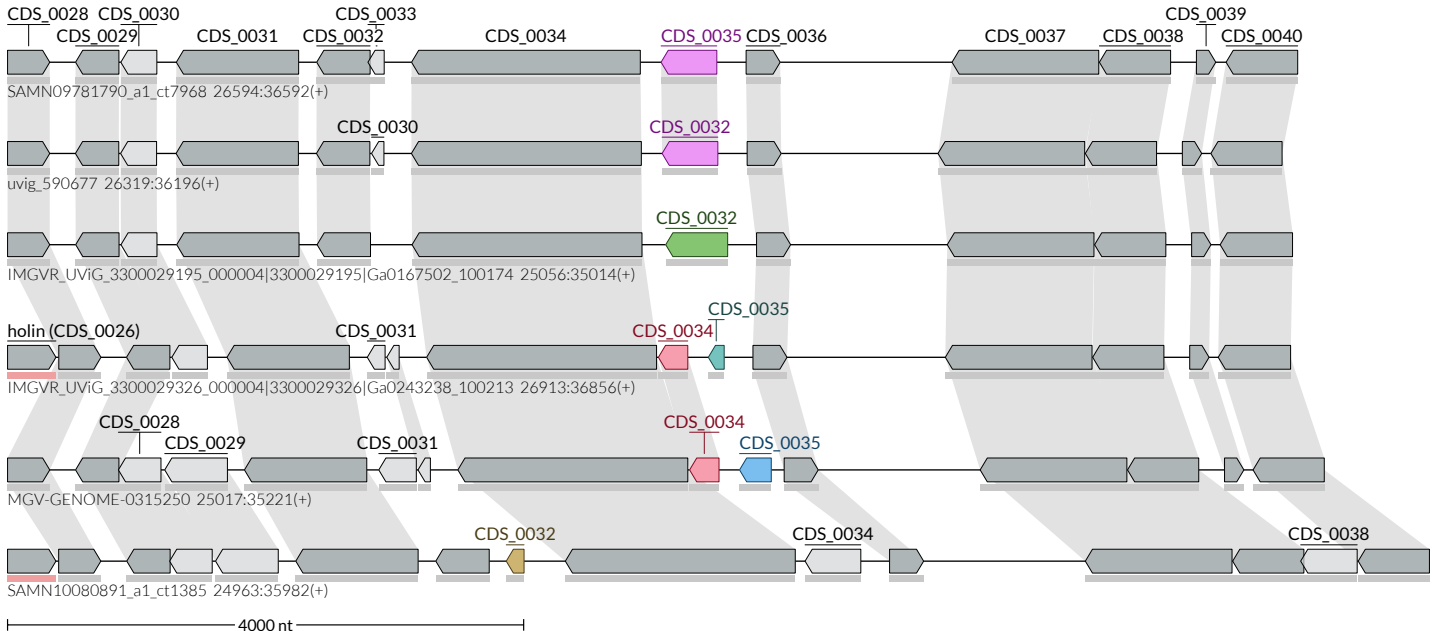 CDS_0028 CDS_0030 CDS_0033 CDS_0039
CDS_0029 CDS_0031 CDS_0032 CDS_0034 CDS_0035 CDS_0036 CDS_0037 CDS_0038 CDS_0040
SAMN09781790_a1_ct7968 26594:36592(+)
CDS_0030 CDS_0032
uvig_590677 26319:36196(+)
CDS_0032
IMGVR_UViG_3300029195_000004|3300029195|Ga0167502_100174 25056:35014(+)
CDS_0035
holin (CDS_0026) CDS_0031 CDS_0034
IMGVR_UViG_3300029326_000004|3300029326|Ga0243238_100213 26913:36856(+)
CDS_0028 CDS_0034
CDS_0029 CDS_0031 CDS_0035
MGV-GENOME-0315250 25017:35221(+)
CDS_0032 CDS_0034 CDS_0038
SAMN10080891_a1_ct1385 24963:35982(+)
4000 nt